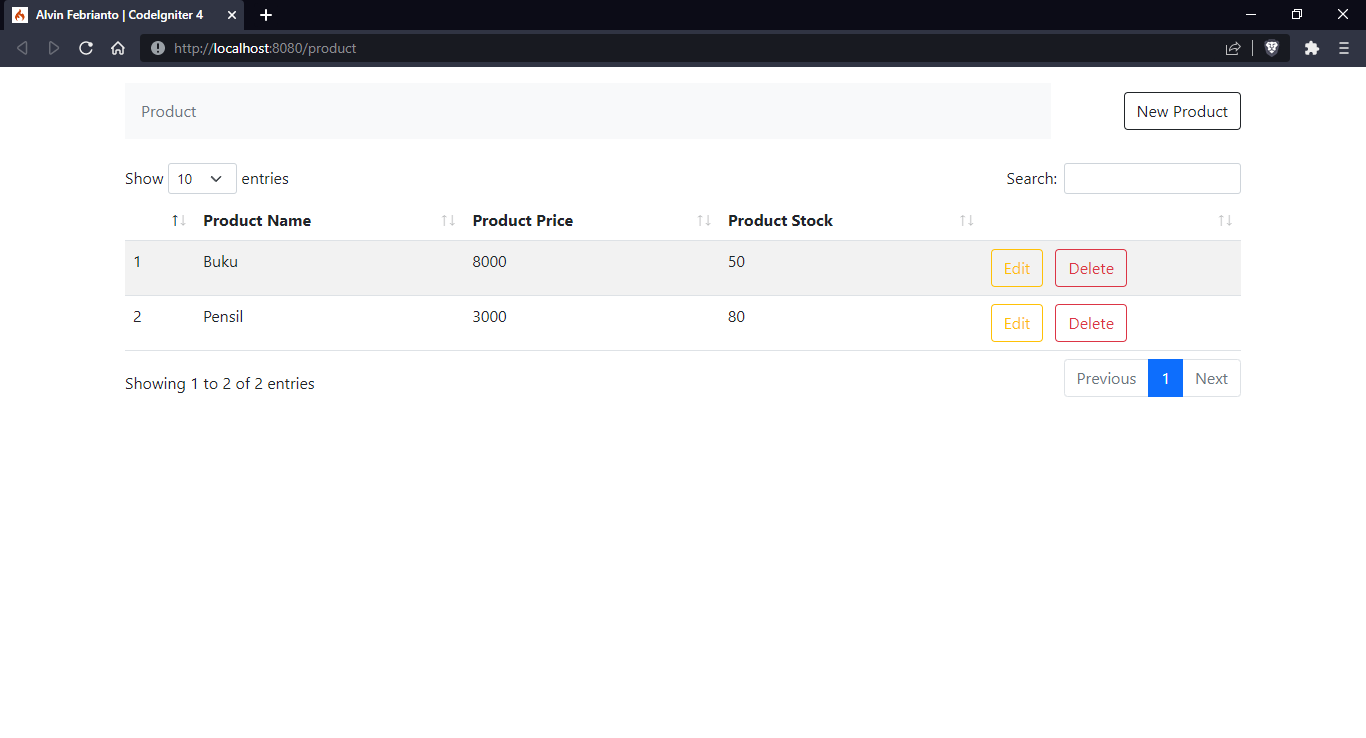 Alvin Febrianto | CodeIgniter 4
http://localhost:8080/product
Product
New Product
Show 10 entries
Search:
Product Name Product Price Product Stock
1 Buku 8000 50 Edit Delete
2 Pensil 3000 80 Edit Delete
Showing 1 to 2 of 2 entries
Previous 1 Next